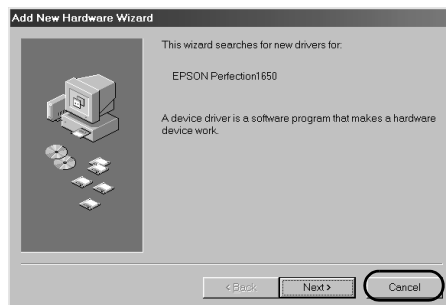 Add New Hardware Wizard
This wizard searches for new drivers for:
EPSON Perfection1650
A device driver is a software program that makes a hardware
device work.
< Back
Next >
Cancel